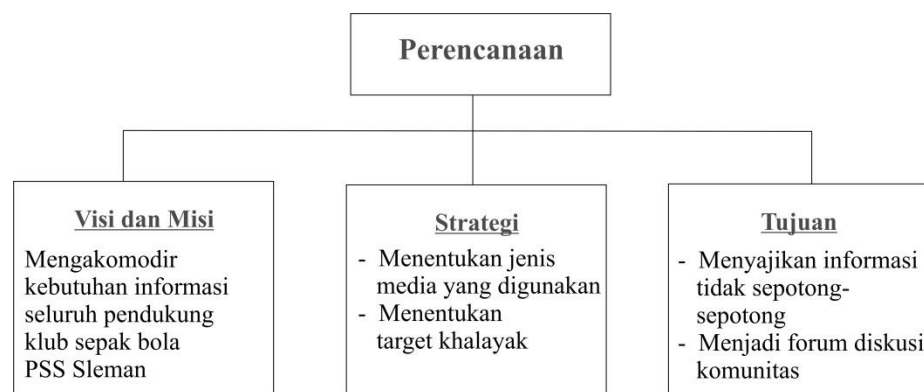 Perencanaan
Visi dan Misi
Mengakomodir
kebutuhan informasi
seluruh pendukung
klub sepak bola
PSS Sleman
Strategi
- Menentukan jenis
media yang digunakan
- Menentukan
target khalayak
Tujuan
- Menyajikan informasi
tidak sepotong-
sepotong
- Menjadi forum diskusi
komunitas